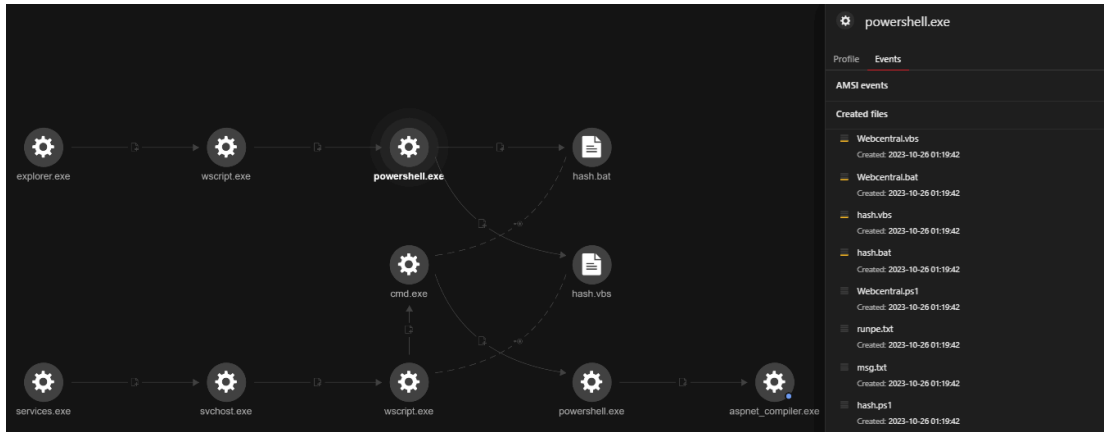 powershell.exe
Profile Events
AMSI events
Created files
Webcentral.vbs
Created: 2023-10-26 01:19:42
Webcentral.bat
Created: 2023-10-26 01:19:42
hash.vbs
Created: 2023-10-26 01:19:42
hash.bat
Created: 2023-10-26 01:19:42
Webcentral.ps1
Created: 2023-10-26 01:19:42
runpe.txt
Created: 2023-10-26 01:19:42
msg.txt
Created: 2023-10-26 01:19:42
hash.ps1
Created: 2023-10-26 01:19:42
explorer.exe
wscript.exe
powershell.exe
hash.bat
cmd.exe
hash.vbs
services.exe
svchost.exe
wscript.exe
powershell.exe
aspnet_compiler.exe